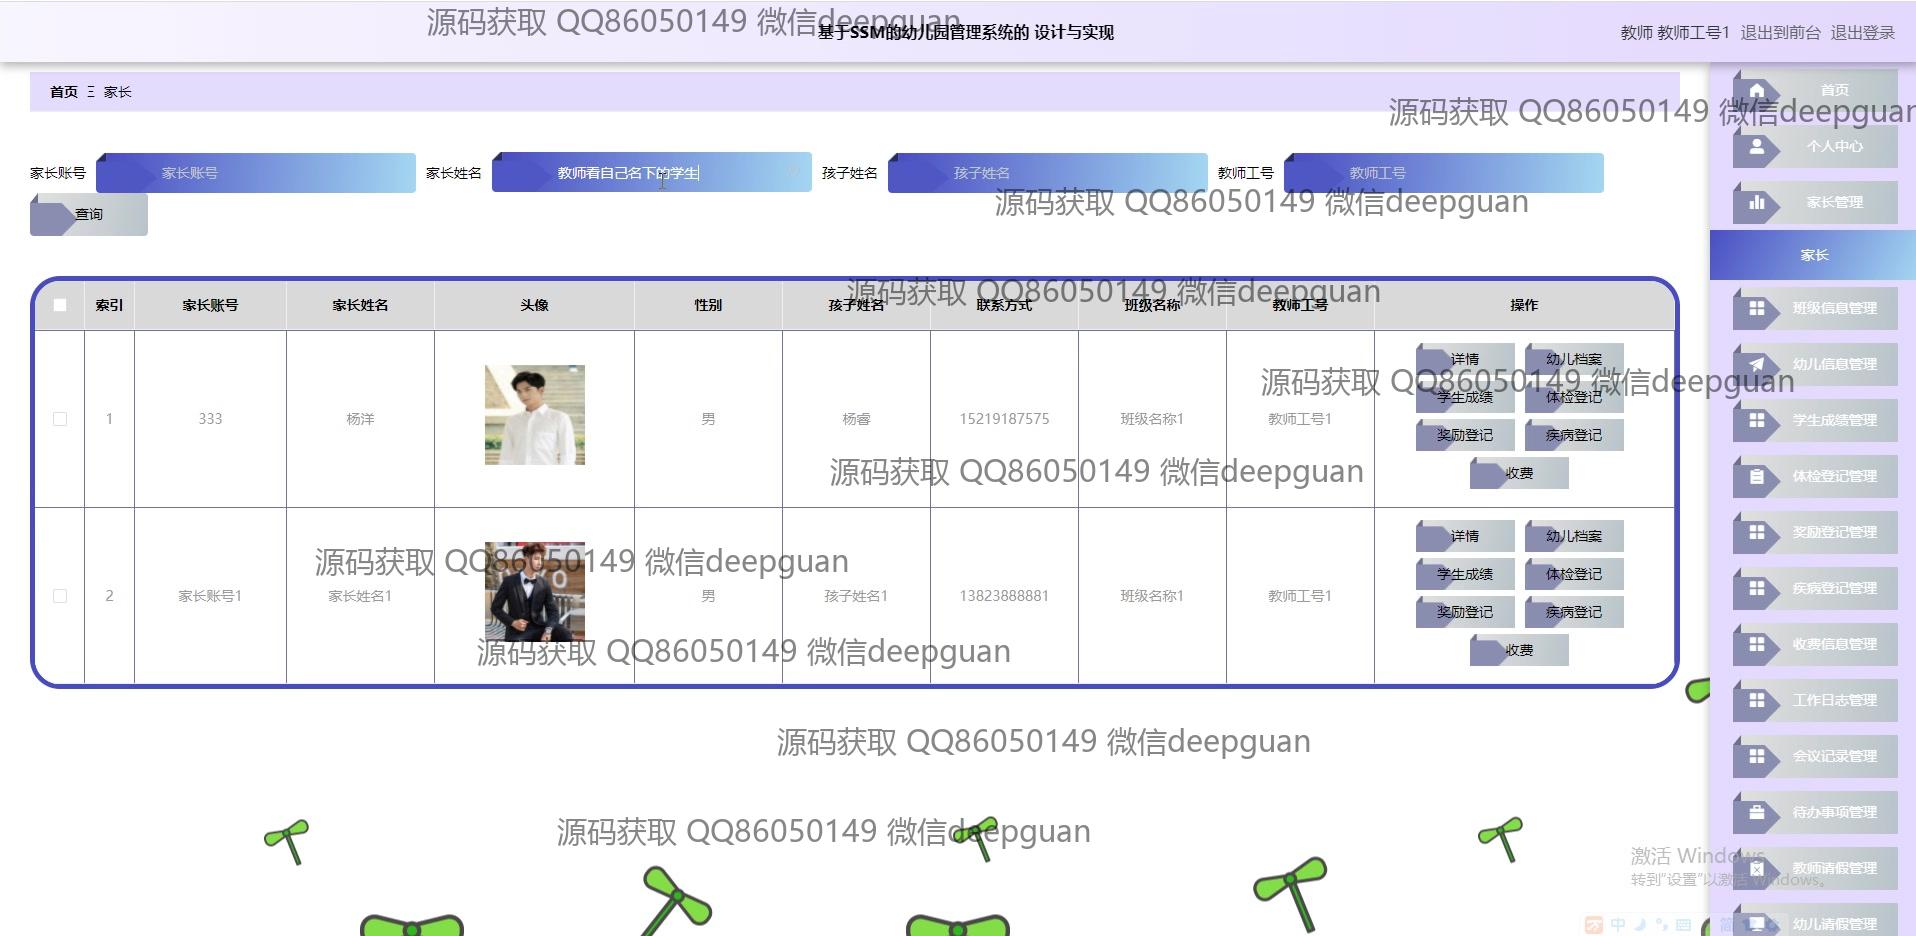 源码获取 QQ86050149 微信deepguan
基于SSM的幼儿园管理系统的 设计与实现
教师 教师工号1 退出到前台 退出登录
首页 Ξ 家长
首页
源码获取 QQ86050149 微信deepguan
个人中心
家长账号 家长账号 家长姓名 教师看自己名下的学生 孩子姓名 孩子姓名 教师工号 教师工号
源码获取 QQ86050149 微信deepguan
家长管理
查询
家长
源码获取 QQ86050149 微信deepguan
索引 家长账号 家长姓名 头像 性别 孩子姓名 联系方式 班级名称 教师工号 操作
班级信息管理
详情 幼儿档案
幼儿信息管理
源码获取 QQ86050149 微信deepguan
学生成绩 体检登记
1 333 杨洋 男 杨睿 15219187575 班级名称1 教师工号1
学生成绩管理
奖励登记 疾病登记
源码获取 QQ86050149 微信deepguan
收费
体检登记管理
详情 幼儿档案
奖励登记管理
源码获取 QQ86050149 微信deepguan
学生成绩 体检登记
疾病登记管理
2 家长账号1 家长姓名1 男 孩子姓名1 13823888881 班级名称1 教师工号1
奖励登记 疾病登记
源码获取 QQ86050149 微信deepguan
收费
收费信息管理
工作日志管理
源码获取 QQ86050149 微信deepguan
会议记录管理
待办事项管理
源码获取 QQ86050149 微信deepguan
激活 Windows
教师请假管理
转到"设置"以激活 Windows。
中
简
幼儿请假管理